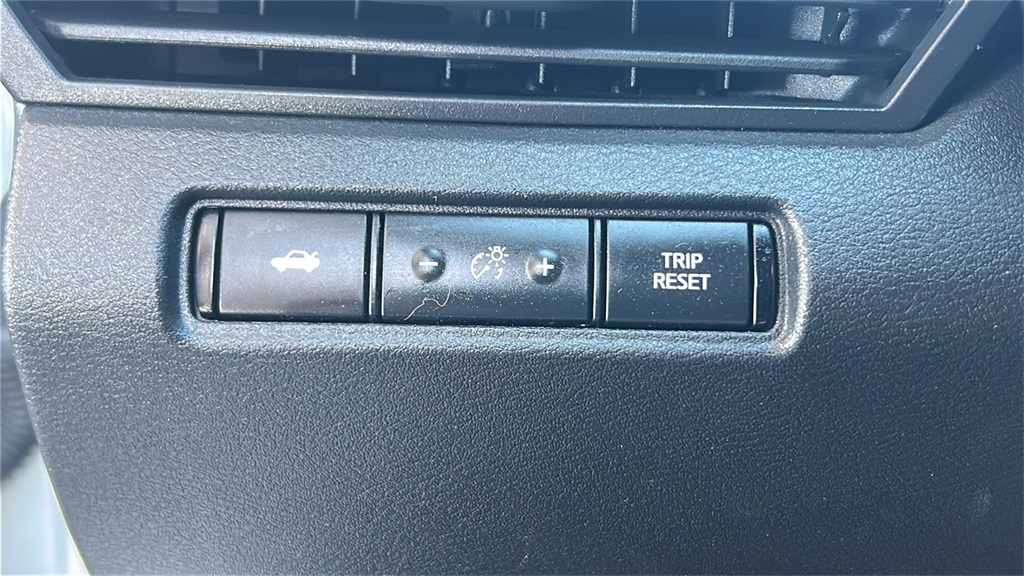 - +
TRIP
RESET